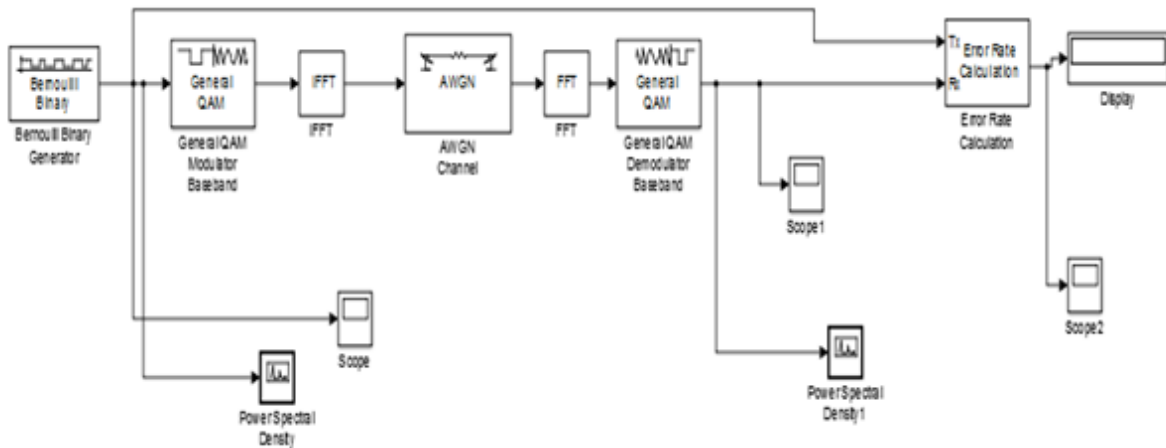 Bernoulli
Binary
Bernoulli Binary
Generator
General
QAM
General QAM
Modulator
Baseband
IFFT
IFFT
AWGN
AWGN
Channel
FFT
FFT
General
QAM
General QAM
Demodulator
Baseband
Tx
Rx
Error Rate
Calculation
Error Rate
Calculation
Display
Scope1
Scope2
Scope
Power Spectral
Density
Power Spectral
Density1